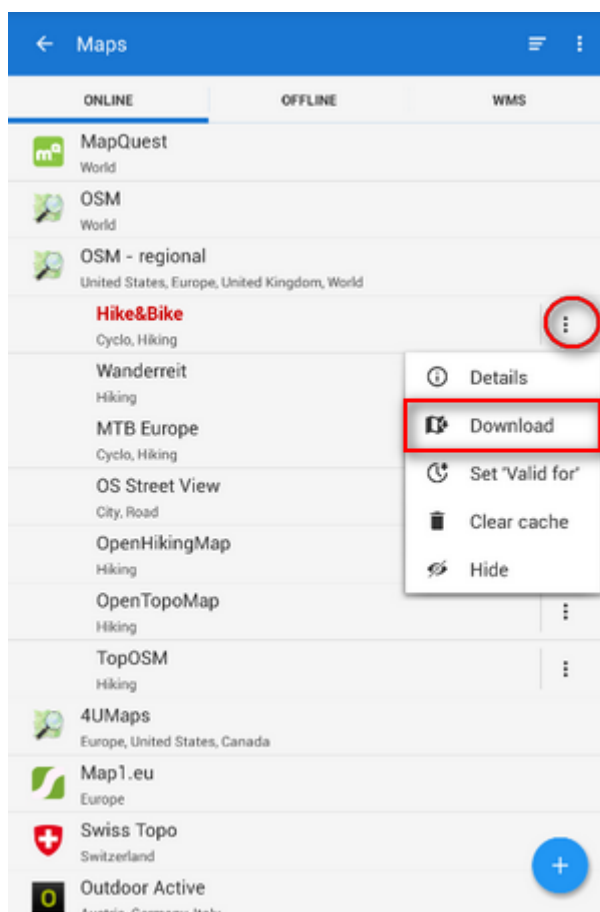 Maps
ONLINE OFFLINE WMS
MapQuest
World
OSM
World
OSM - regional
United States, Europe, United Kingdom, World
Hike&Bike
Cyclo, Hiking
Wanderreit
Hiking
MTB Europe
Cyclo, Hiking
OS Street View
City, Road
OpenHikingMap
Hiking
OpenTopoMap
Hiking
TopOSM
Hiking
Details
Download
Set 'Valid for'
Clear cache
Hide
4UMaps
Europe, United States, Canada
Map1.eu
Europe
Swiss Topo
Switzerland
Outdoor Active
Austria, Germany, Italy